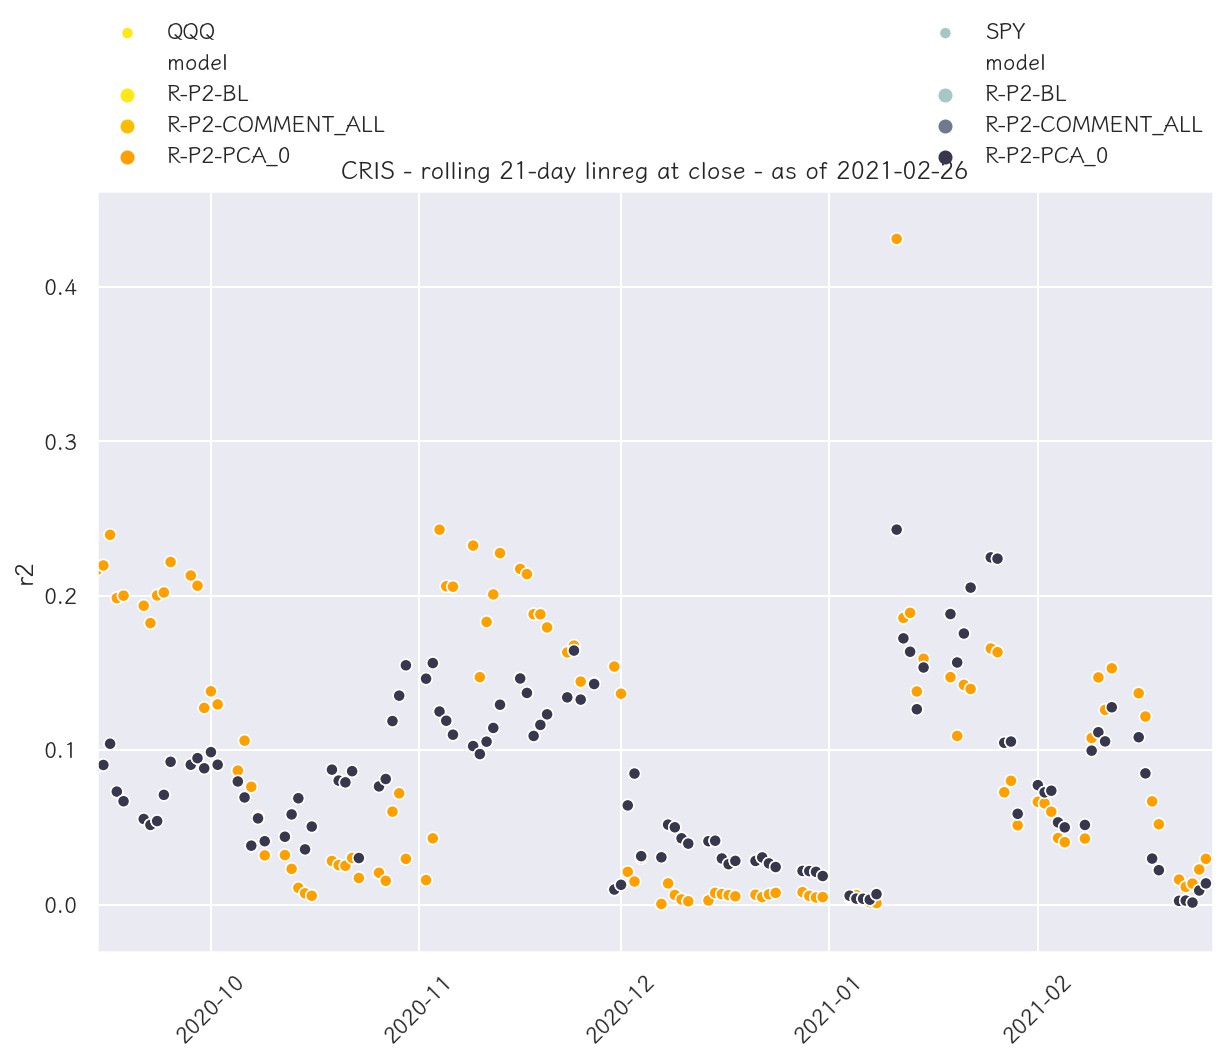 QQQ
model
R-P2-BL
R-P2-COMMENT_ALL
R-P2-PCA_0
SPY
model
R-P2-BL
R-P2-COMMENT_ALL
R-P2-PCA_0
CRIS - rolling 21-day linreg at close - as of 2021-02-26
r2
0.4
0.3
0.2
0.1
0.0
2020-10
2020-11
2020-12
2021-01
2021-02